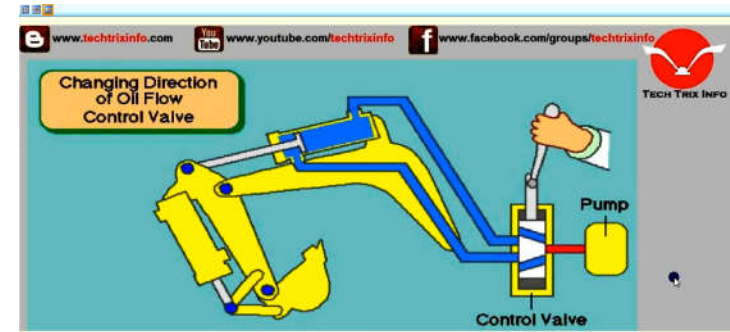 www.techtrixinfo.com
You
Tube
www.youtube.com/techtrixinfo
www.facebook.com/groups/techtrixinfo
TECH TRIX INFO
Changing Direction
of Oil Flow
Control Valve
Pump
Control Valve